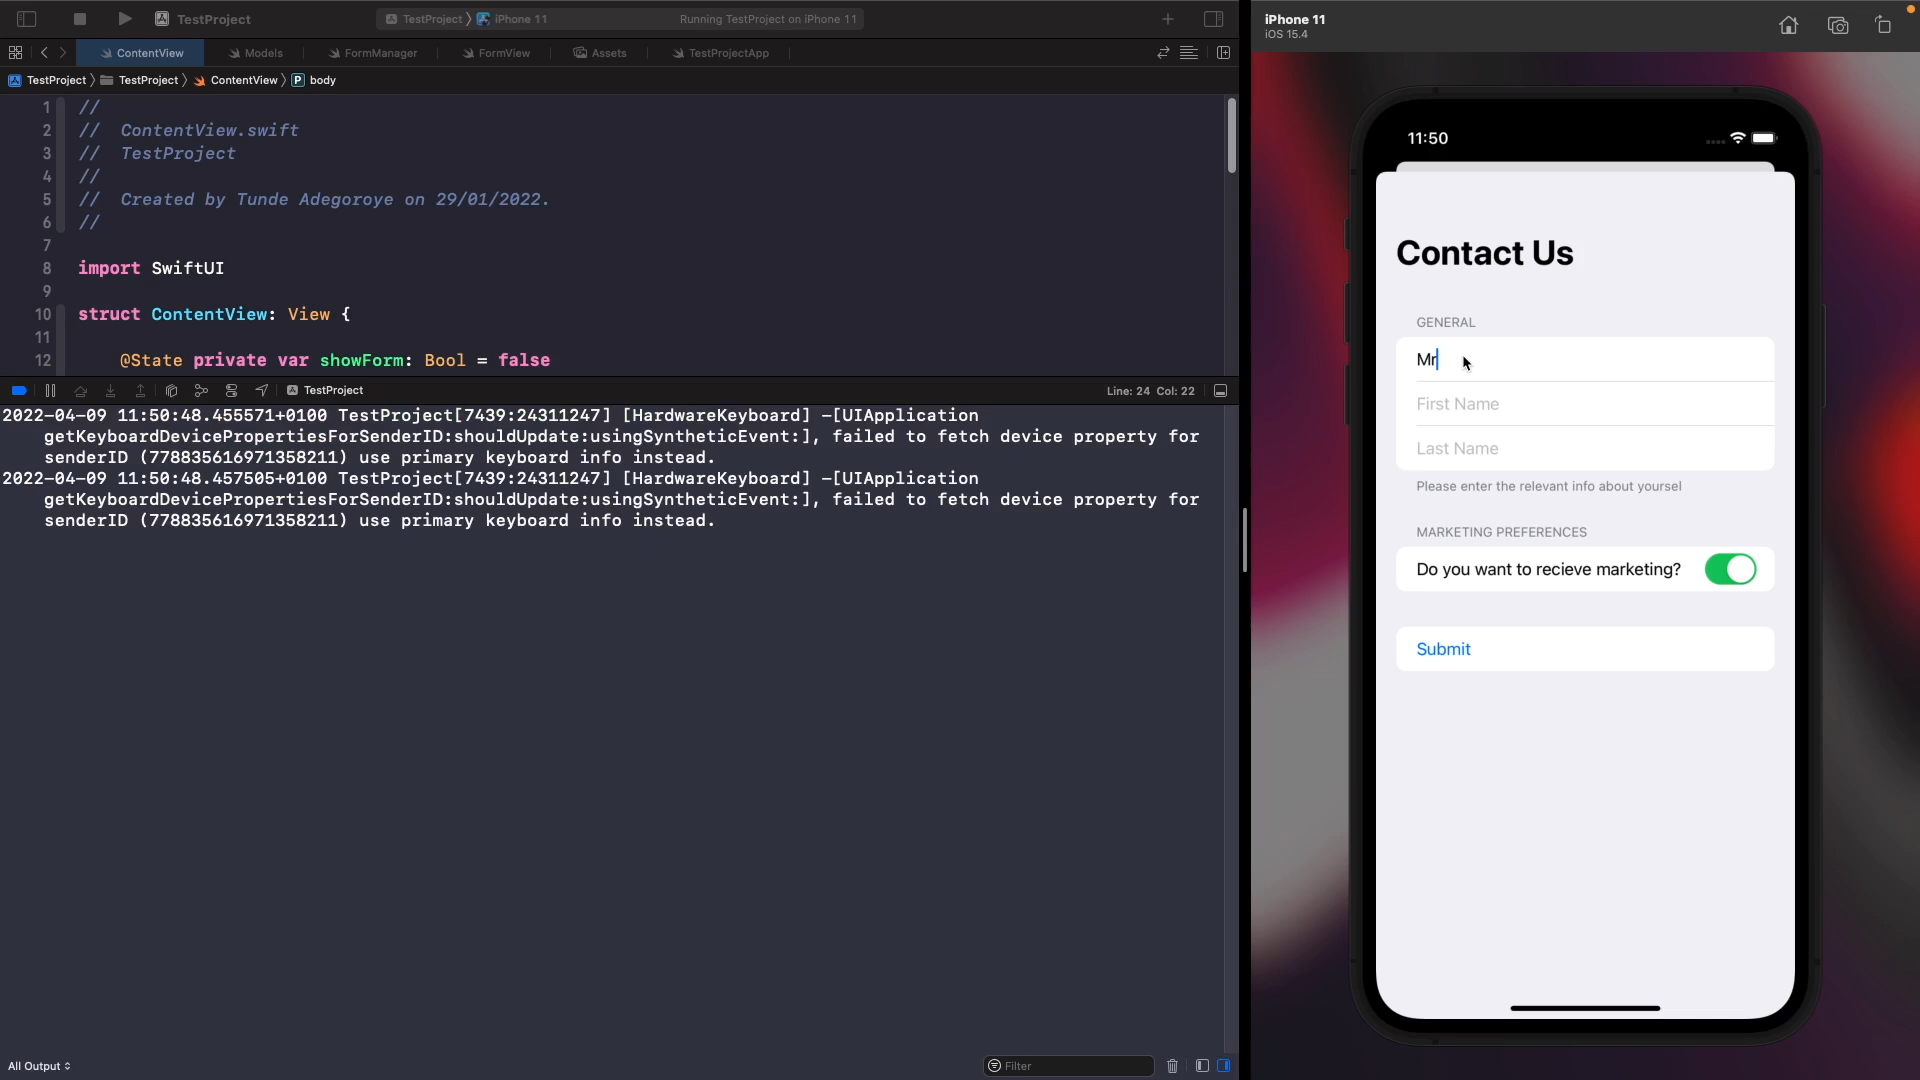 TestProject
TestProject
iPhone 11
Running TestProject on iPhone 11
ContentView
Models
FormManager
FormView
Assets
TestProjectApp
TestProject
TestProject
ContentView
P
body
1 //
2 // ContentView.swift
3 // TestProject
4 //
5 // Created by Tunde Adegoroye on 29/01/2022.
6 //
7
8 import SwiftUI
9
10 struct ContentView: View {
11
12 @State private var showForm: Bool = false
TestProject
Line: 24 Col: 22
2022-04-09 11:50:48.455571+0100 TestProject[7439:24311247] [HardwareKeyboard] -[UIApplication
getKeyboardDevicePropertiesForSenderID:shouldUpdate:usingSyntheticEvent:], failed to fetch device property for
senderID (778835616971358211) use primary keyboard info instead.
2022-04-09 11:50:48.457505+0100 TestProject[7439:24311247] [HardwareKeyboard] -[UIApplication
getKeyboardDevicePropertiesForSenderID:shouldUpdate:usingSyntheticEvent:], failed to fetch device property for
senderID (778835616971358211) use primary keyboard info instead.
All Output
Filter
iPhone 11
iOS 15.4
11:50
Contact Us
GENERAL
Mr
First Name
Last Name
Please enter the relevant info about yoursel
MARKETING PREFERENCES
Do you want to recieve marketing?
Submit